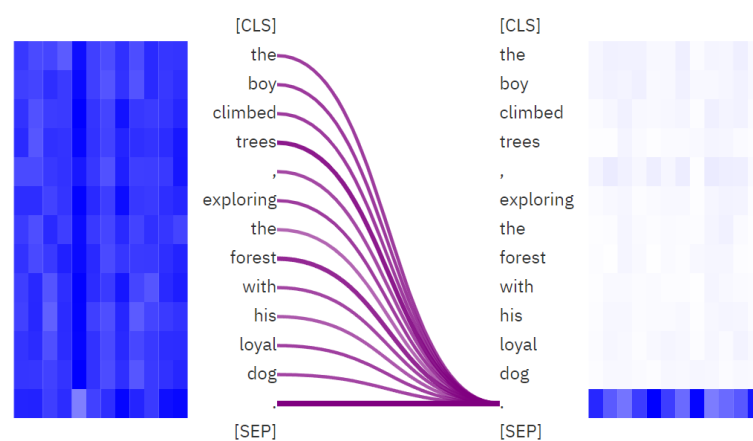 [CLS] [CLS]
the the
boy boy
climbed climbed
trees trees
, ,
exploring exploring
the the
forest forest
with with
his his
loyal loyal
dog dog
. .
[SEP] [SEP]